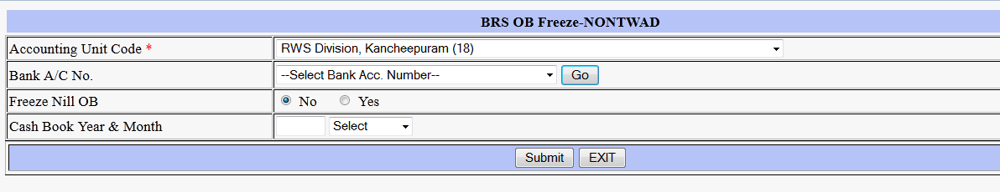 BRS OB Freeze-NONTWAD
Accounting Unit Code * RWS Division, Kancheepuram (18)
Bank A/C No. --Select Bank Acc. Number-- Go
Freeze Nill OB No Yes
Cash Book Year & Month Select
Submit EXIT